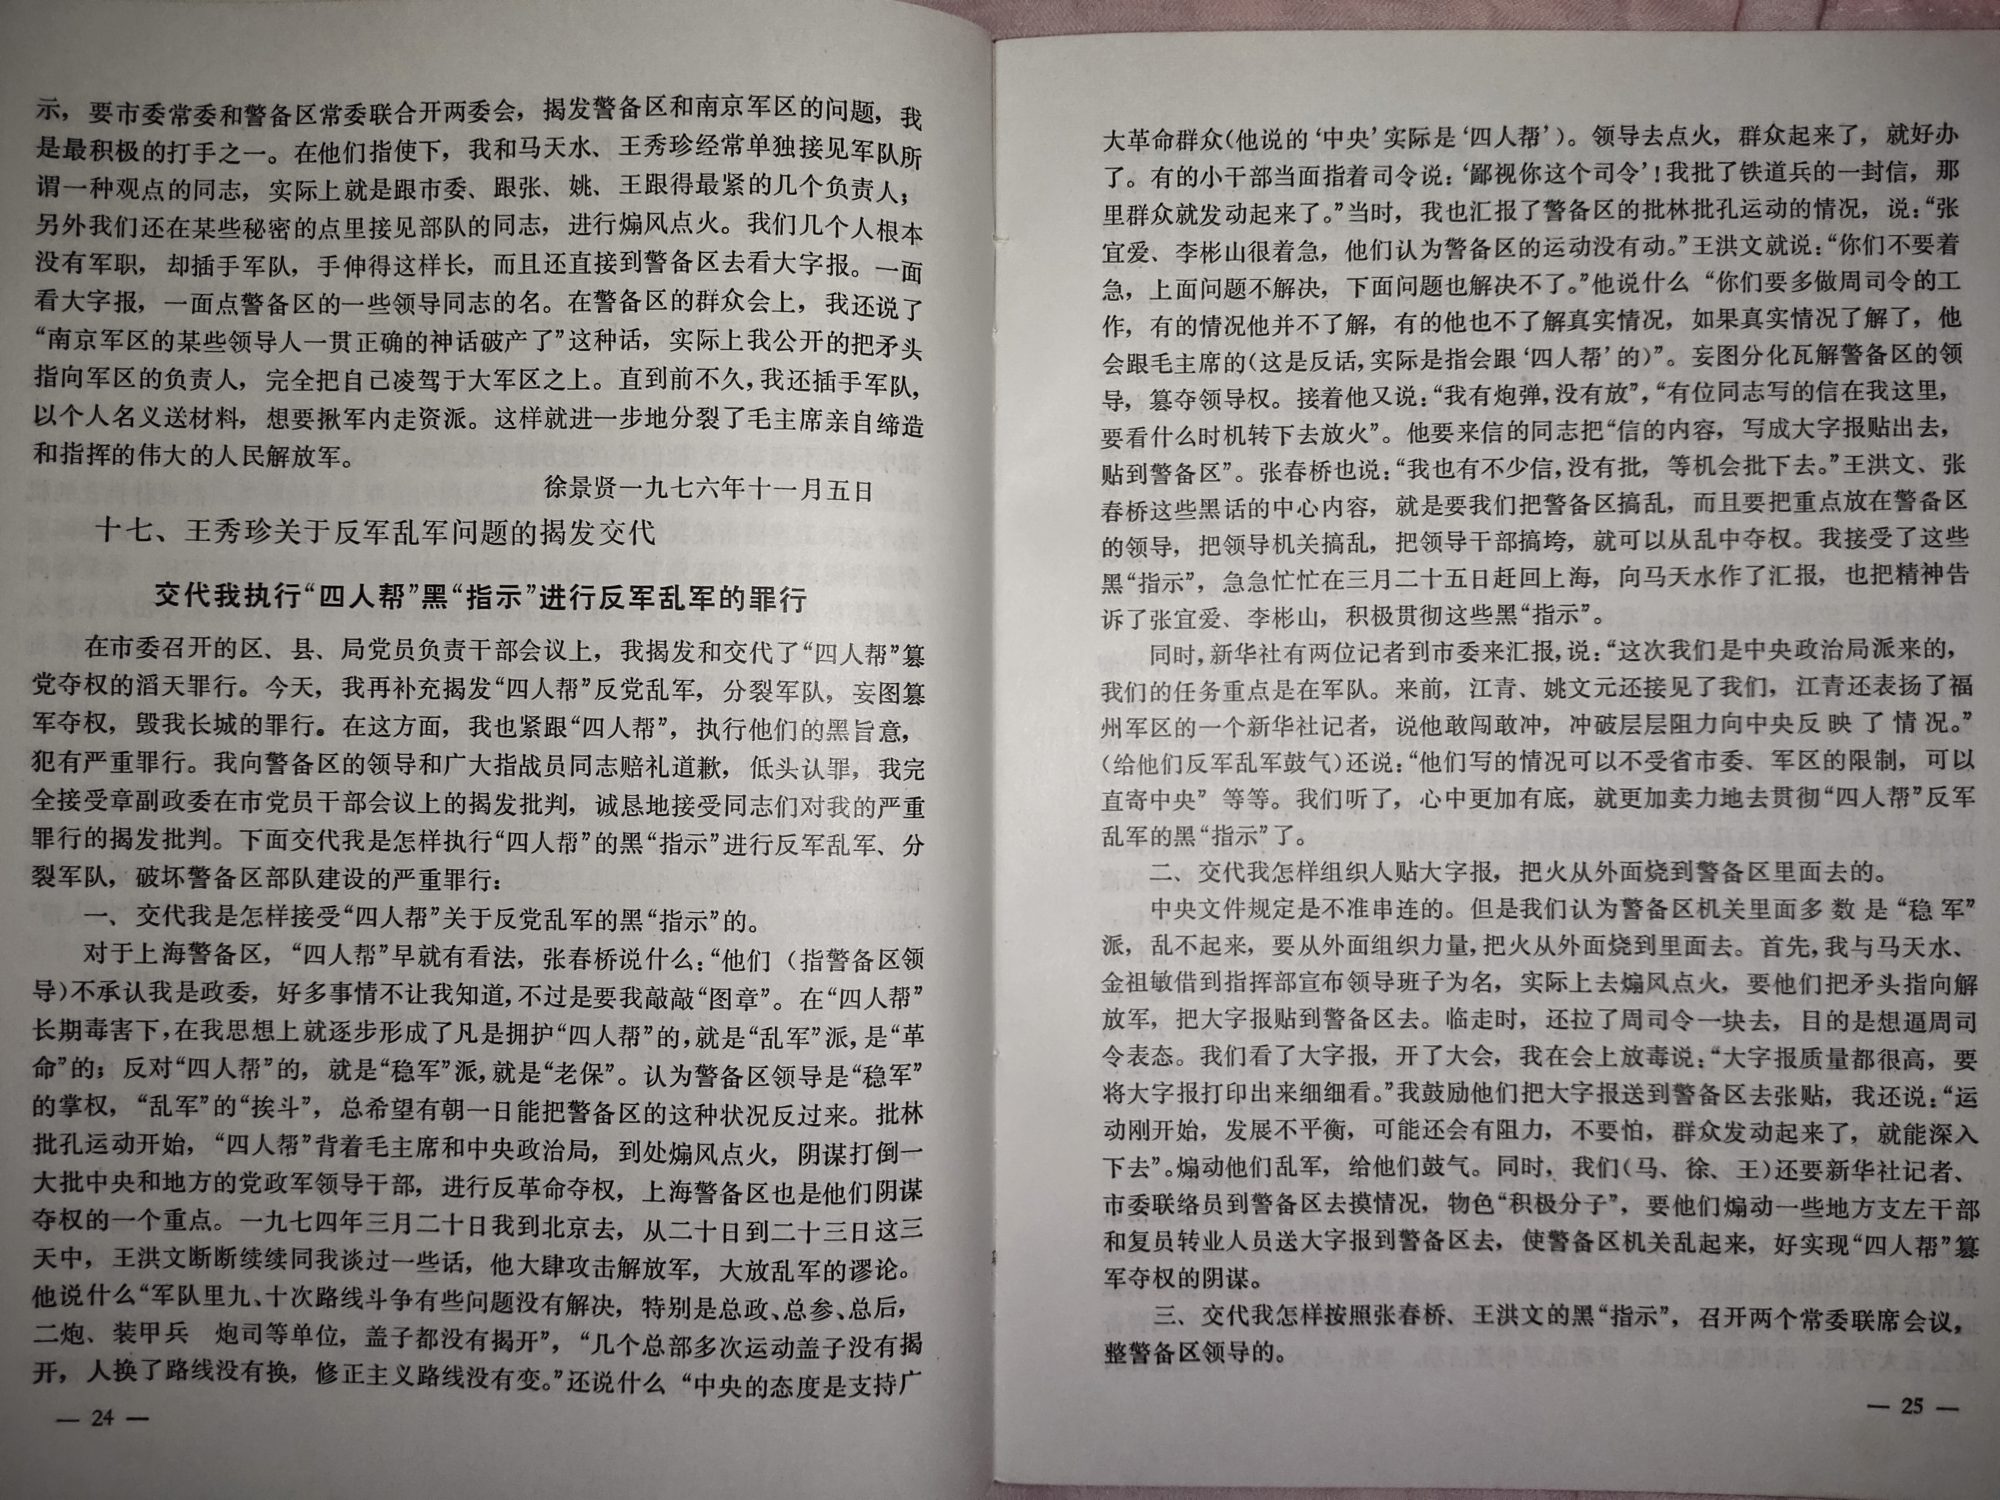 示，要市委常委和警备区常委联合开两委会，揭发警备区和南京军区的问题，我
是最积极的打手之一。在他们指使下，我和马天水、王秀珍经常单独接见军队所
谓一种观点的同志，实际上就是跟市委、跟张、姚、王跟得最紧的几个负责人；
另外我们还在某些秘密的点里接见部队的同志，进行煽风点火。我们几个人根本
没有军职，却插手军队，手伸得这样长，而且还直接到警备区去看大字报。一面
看大字报，一面点警备区的一些领导同志的名。在警备区的群众会上，我还说了
“南京军区的某些领导人一贯正确的神话破产了”这种话，实际上我公开的把矛头
指向军区的负责人，完全把自己凌驾于大军区之上。直到前不久，我还插手军队，
以个人名义送材料，想要揪军内走资派。这样就进一步地分裂了毛主席亲自缔造
和指挥的伟大的人民解放军。
徐景贤一九七六年十一月五日
十七、王秀珍关于反军乱军问题的揭发交代
交代我执行“四人帮”黑“指示”进行反军乱军的罪行
在市委召开的区、县、局党员负责干部会议上，我揭发和交代了“四人帮”篡
党夺权的滔天罪行。今天，我再补充揭发“四人帮”反党乱军，分裂军队，妄图篡
军夺权，毁我长城的罪行。在这方面，我也紧跟“四人帮”，执行他们的黑旨意，
犯有严重罪行。我向警备区的领导和广大指战员同志赔礼道歉，低头认罪，我完
全接受章副政委在市党员干部会议上的揭发批判，诚恳地接受同志们对我的严重
罪行的揭发批判。下面交代我是怎样执行“四人帮”的黑“指示”进行反军乱军、分
裂军队，破坏警备区部队建设的严重罪行：
一、交代我是怎样接受“四人帮”关于反党乱军的黑“指示”的。
对于上海警备区，“四人帮”早就有看法，张春桥说什么：“他们（指警备区领
导）不承认我是政委，好多事情不让我知道，不过是要我敲敲“图章”。在“四人帮”
长期毒害下，在我思想上就逐步形成了凡是拥护“四人帮”的，就是“乱军”派，是“革
命”的；反对“四人帮”的，就是“稳军”派，就是“老保”。认为警备区领导是“稳军”
的掌权，“乱军”的“挨斗”，总希望有朝一日能把警备区的这种状况反过来。批林
批孔运动开始，“四人帮”背着毛主席和中央政治局，到处煽风点火，阴谋打倒一
大批中央和地方的党政军领导干部，进行反革命夺权，上海警备区也是他们阴谋
夺权的一个重点。一九七四年三月二十日我到北京去，从二十日到二十三日这三
天中，王洪文断断续续同我谈过一些话，他大肆攻击解放军，大放乱军的谬论。
他说什么“军队里九、十次路线斗争有些问题没有解决，特别是总政、总参、总后，
二炮、装甲兵　炮司等单位，盖子都没有揭开”，“几个总部多次运动盖子没有揭
开，人换了路线没有换，修正主义路线没有变。”还说什么“中央的态度是支持广
— 24 —
大革命群众（他说的‘中央’实际是‘四人帮’）。领导去点火，群众起来了，就好办
了。有的小干部当面指着司令说：‘鄙视你这个司令’！我批了铁道兵的一封信，那
里群众就发动起来了。”当时，我也汇报了警备区的批林批孔运动的情况，说：“张
宜爱、李彬山很着急，他们认为警备区的运动没有动。”王洪文就说：“你们不要着
急，上面问题不解决，下面问题也解决不了。”他说什么“你们要多做周司令的工
作，有的情况他并不了解，有的他也不了解真实情况，如果真实情况了解了，他
会跟毛主席的（这是反话，实际是指会跟‘四人帮’的）”。妄图分化瓦解警备区的领
导，篡夺领导权。接着他又说：“我有炮弹，没有放”，“有位同志写的信在我这里，
要看什么时机转下去放火”。他要来信的同志把“信的内容，写成大字报贴出去，
贴到警备区”。张春桥也说：“我也有不少信，没有批，等机会批下去。”王洪文、张
春桥这些黑话的中心内容，就是要我们把警备区搞乱，而且要把重点放在警备区
的领导，把领导机关搞乱，把领导干部搞垮，就可以从乱中夺权。我接受了这些
黑“指示”，急急忙忙在三月二十五日赶回上海，向马天水作了汇报，也把精神告
诉了张宜爱、李彬山，积极贯彻这些黑“指示”。
同时，新华社有两位记者到市委来汇报，说：“这次我们是中央政治局派来的，
我们的任务重点是在军队。来前，江青、姚文元还接见了我们，江青还表扬了福
州军区的一个新华社记者，说他敢闯敢冲，冲破层层阻力向中央反映了情况。”
（给他们反军乱军鼓气）还说：“他们写的情况可以不受省市委、军区的限制，可以
直寄中央”等等。我们听了，心中更加有底，就更加卖力地去贯彻“四人帮”反军
乱军的黑“指示”了。
二、交代我怎样组织人贴大字报，把火从外面烧到警备区里面去的。
中央文件规定是不准串连的。但是我们认为警备区机关里面多数是“稳军”
派，乱不起来，要从外面组织力量，把火从外面烧到里面去。首先，我与马天水、
金祖敏借到指挥部宣布领导班子为名，实际上去煽风点火，要他们把矛头指向解
放军，把大字报贴到警备区去。临走时，还拉了周司令一块去，目的是想逼周司
令表态。我们看了大字报，开了大会，我在会上放毒说：“大字报质量都很高，要
将大字报打印出来细细看。”我鼓励他们把大字报送到警备区去张贴，我还说：“运
动刚开始，发展不平衡，可能还会有阻力，不要怕，群众发动起来了，就能深入
下去”。煽动他们乱军，给他们鼓气。同时，我们（马、徐、王）还要新华社记者、
市委联络员到警备区去摸情况，物色“积极分子”，要他们煽动一些地方支左干部
和复员转业人员送大字报到警备区去，使警备区机关乱起来，好实现“四人帮”篡
军夺权的阴谋。
三、交代我怎样按照张春桥、王洪文的黑“指示”，召开两个常委联席会议，
整警备区领导的。
— 25 —